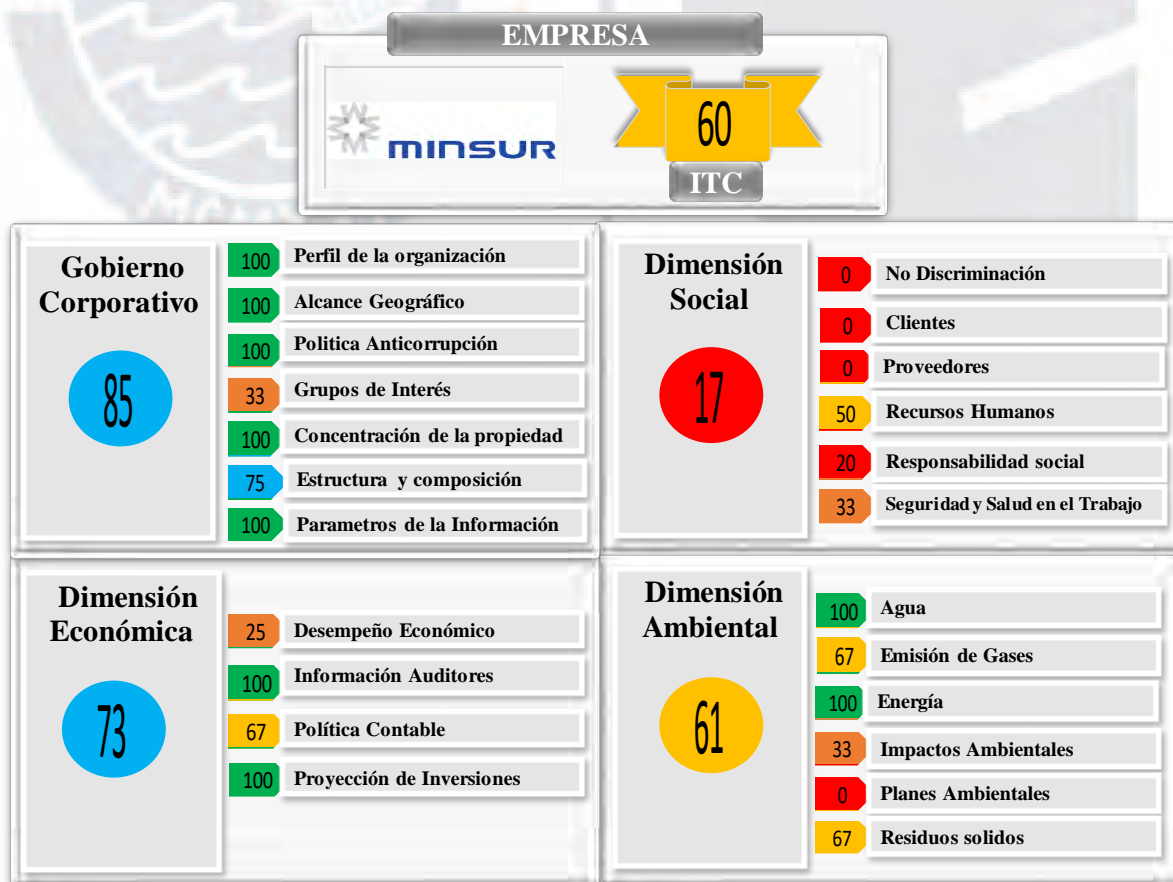 EMPRESA
minsur
60
ITC
Gobierno
Corporativo
85
100 Perfil de la organización
100 Alcance Geográfico
100 Politica Anticorrupción
33 Grupos de Interés
100 Concentración de la propiedad
75 Estructura y composición
100 Parametros de la Información
Dimensión
Social
17
0 No Discriminación
0 Clientes
0 Proveedores
50 Recursos Humanos
20 Responsabilidad social
33 Seguridad y Salud en el Trabajo
Dimensión
Económica
73
25 Desempeño Económico
100 Información Auditores
67 Política Contable
100 Proyección de Inversiones
Dimensión
Ambiental
61
100 Agua
67 Emisión de Gases
100 Energía
33 Impactos Ambientales
0 Planes Ambientales
67 Residuos solidos